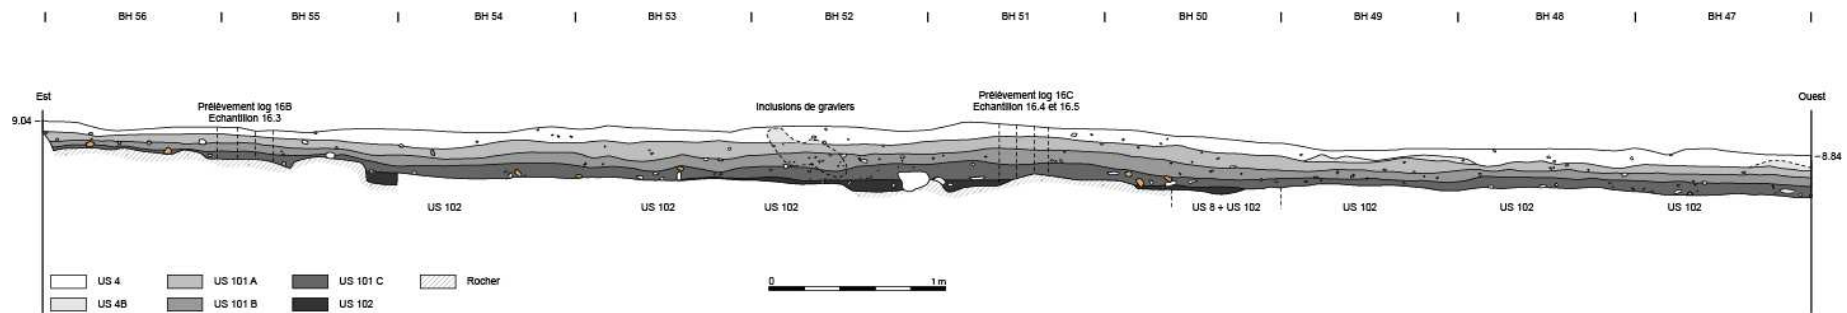 BH 56 BH 55 BH 54 BH 53 BH 52 BH 51 BH 50 BH 49 BH 48 BH 47
Est
Ouest
Prélèvement log 16B
Echantillon 16.3
Inclusions de graviers
Prélèvement log 16C
Echantillon 16.4 et 16.5
9.04
8.84
US 102 US 102 US 102 US 8 + US 102 US 102 US 102 US 102
US 4 US 101 A US 101 C Rocher
US 4B US 101 B US 102
0 1 m